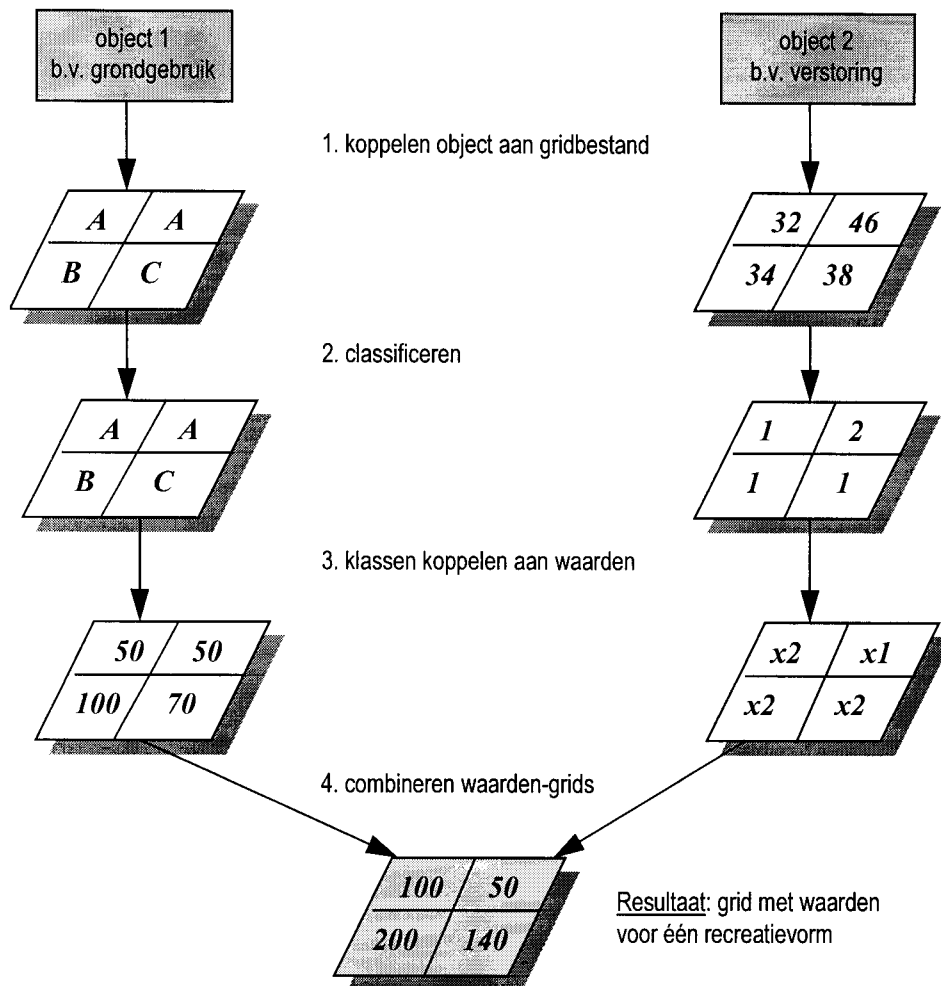 object 1
b.v. grondgebruik
object 2
b.v. verstoring
1. koppelen object aan gridbestand
A A
B C
32 46
34 38
2. classificeren
A A
B C
1 2
1 1
3. klassen koppelen aan waarden
50 50
100 70
x2 x1
x2 x2
4. combineren waarden-grids
100 50
200 140
Resultaat: grid met waarden
voor één recreatievorm